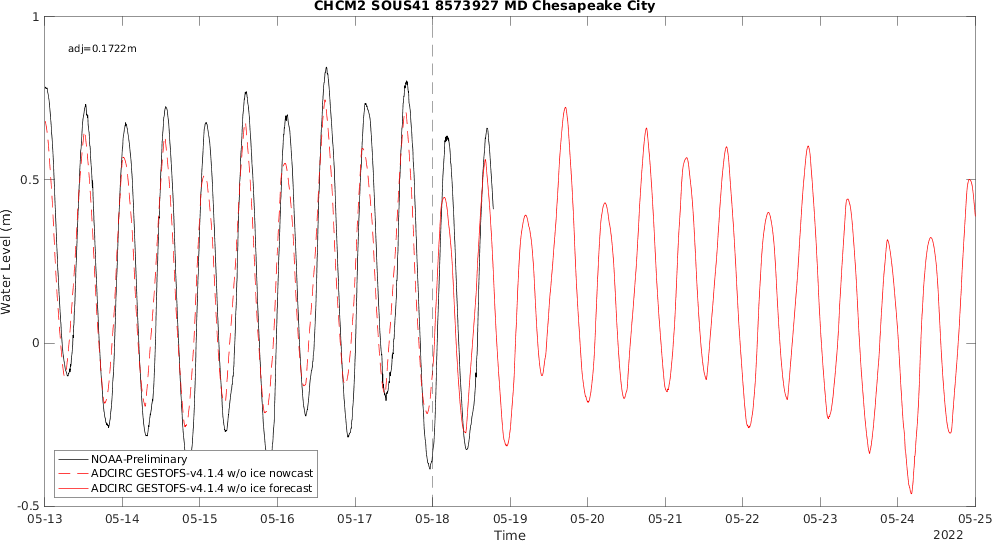 CHCM2 SOUS41 8573927 MD Chesapeake City
adj=0.1722m
1
0.5
0
-0.5
Water Level (m)
NOAA-Preliminary
ADCIRC GESTOFS-v4.1.4 w/o ice nowcast
ADCIRC GESTOFS-v4.1.4 w/o ice forecast
05-13 05-14 05-15 05-16 05-17 05-18 05-19 05-20 05-21 05-22 05-23 05-24 05-25
Time
2022